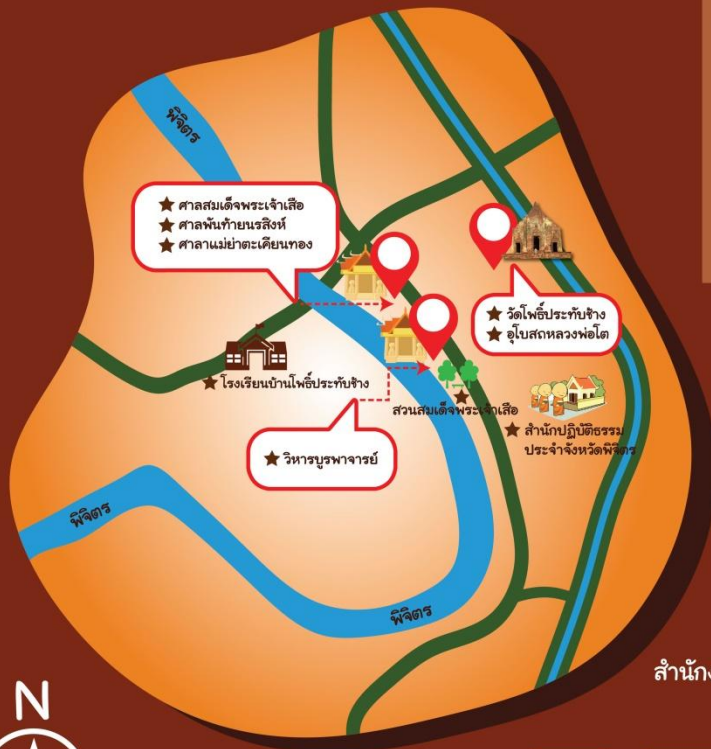 พิจิตร
★ ศาลสมเด็จพระเจ้าเสือ
★ ศาลพันท้ายนรสิงห์
★ ศาลาแม่ย่าตะเคียนทอง
★ วัดโพธิ์ประทับช้าง
★ อุโบสถหลวงพ่อโต
★ โรงเรียนบ้านโพธิ์ประทับช้าง
สวนสมเด็จพระเจ้าเสือ
★
★ สำนักปฏิบัติธรรม
ประจำจังหวัดพิจิตร
★ วิหารบูรพาจารย์
พิจิตร
พิจิตร
N